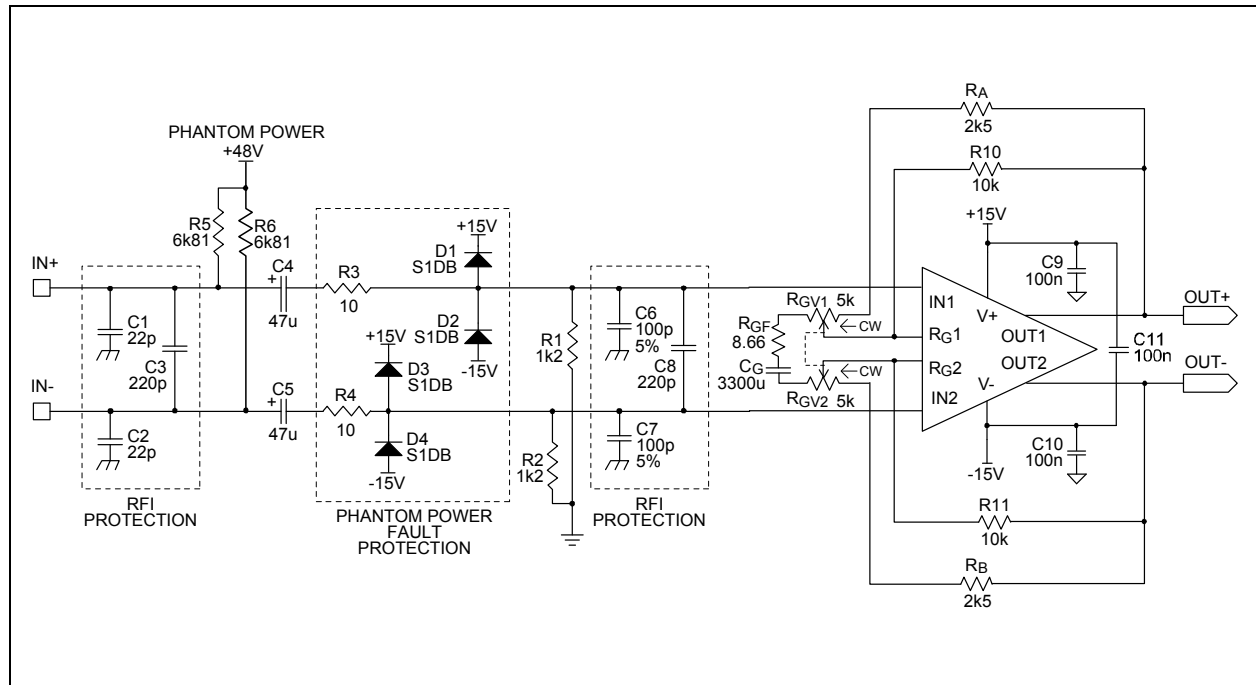 RA
2k5
PHANTOM POWER
+48V
R10
10k
R5
6k81
R6
6k81
+15V
D1
S1DB
+15V
C9
100n
IN+
C4
+
47u
R3
10
RGV1 5k
CW
IN1
V+
OUT1
OUT+
C1
22p
C3
220p
D2
S1DB
-15V
+15V
D3
S1DB
R1
1k2
C6
100p
5%
C8
220p
RGF
8.66
CG
3300u
RG1
RG2
C11
100n
OUT2
OUT-
IN-
C5
+
47u
R4
10
CW
RGV2 5k
IN2
V-
C2
22p
D4
S1DB
-15V
R2
1k2
C7
100p
5%
C10
100n
-15V
RFI
PROTECTION
PHANTOM POWER
FAULT
PROTECTION
RFI
PROTECTION
R11
10k
RB
2k5